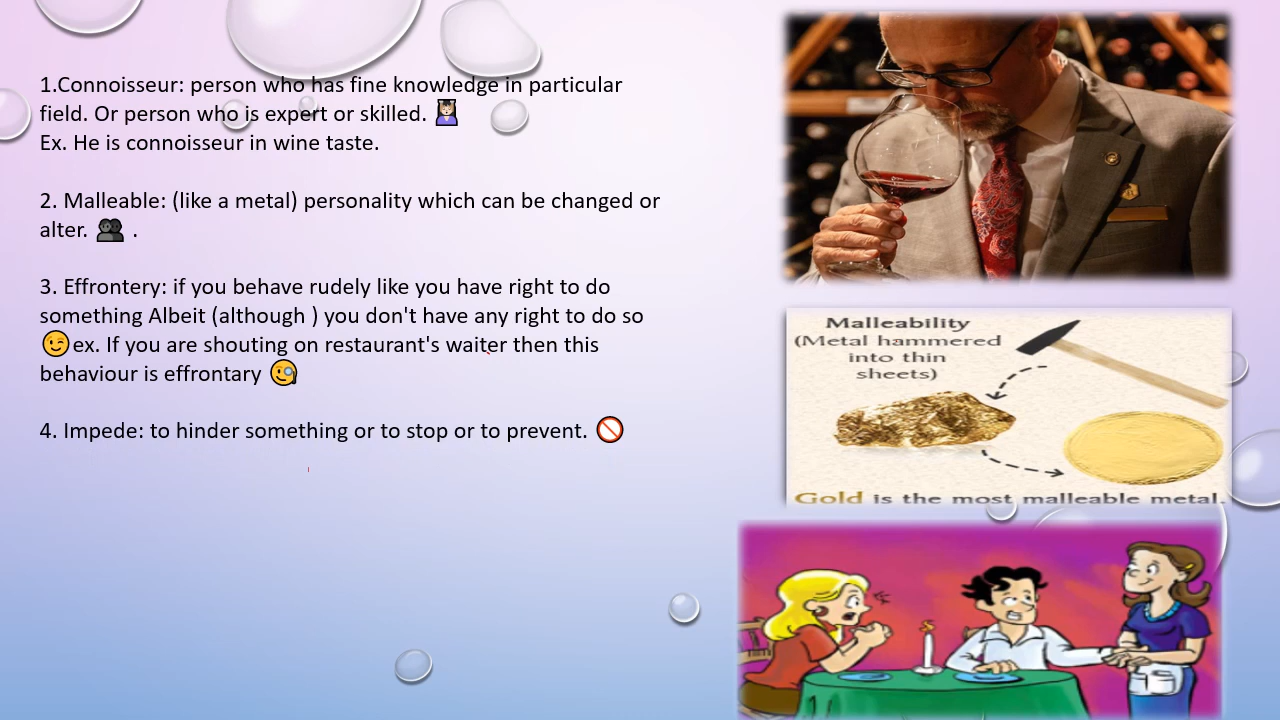 1.Connoisseur: person who has fine knowledge in particular
field. Or person who is expert or skilled. 💆🏻
Ex. He is connoisseur in wine taste.
2. Malleable: (like a metal) personality which can be changed or
alter. 👥 .
3. Effrontery: if you behave rudely like you have right to do
something Albeit (although ) you don't have any right to do so
😉ex. If you are shouting on restaurant's waiter then this
behaviour is effrontary 🧐
4. Impede: to hinder something or to stop or to prevent. 🚫
Malleability
(Metal hammered
into thin
sheets)
Gold is the most malleable metal.